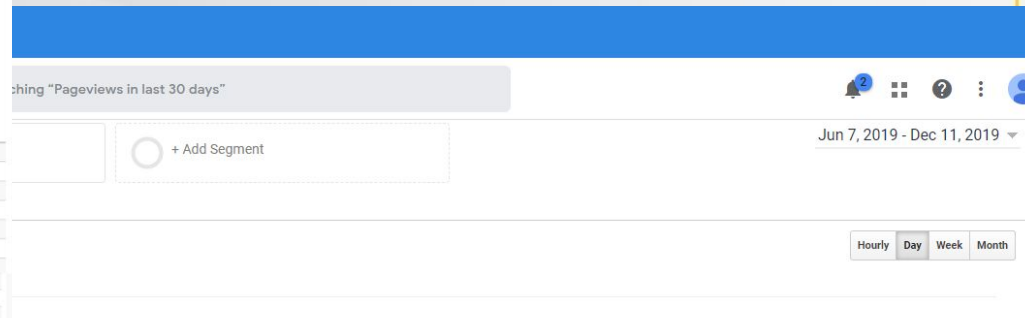 ching “Pageviews in last 30 days”
2
+ Add Segment
Jun 7, 2019 - Dec 11, 2019
Hourly Day Week Month